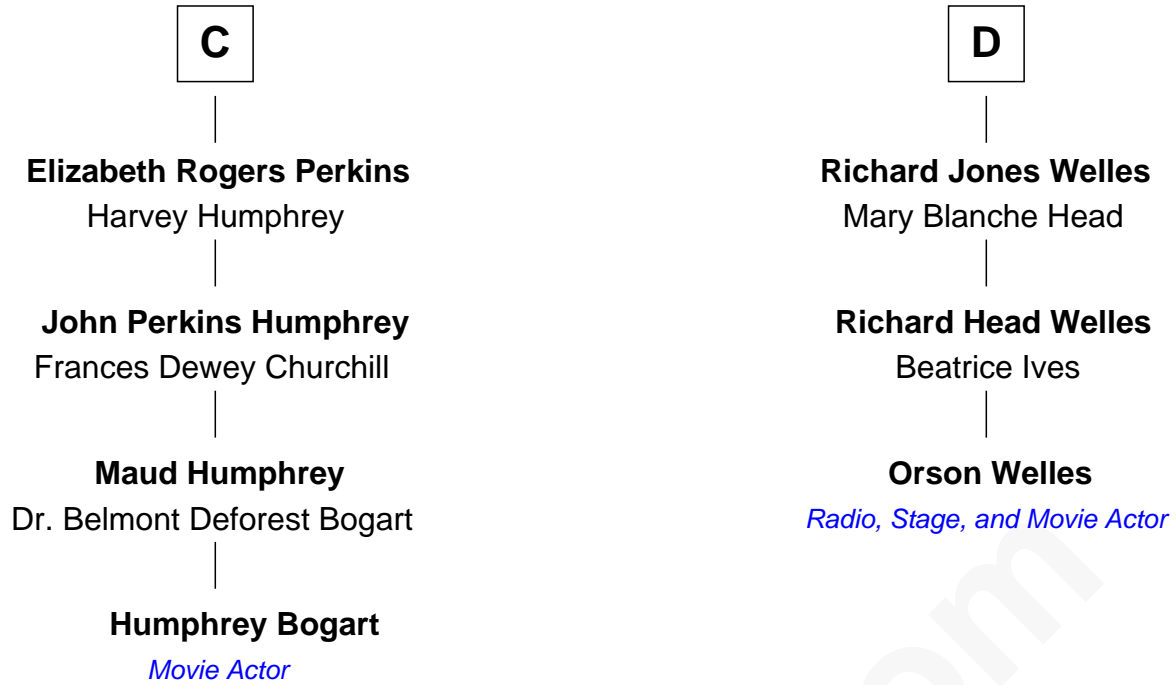 C
Elizabeth Rogers Perkins
Harvey Humphrey
John Perkins Humphrey
Frances Dewey Churchill
Maud Humphrey
Dr. Belmont Deforest Bogart
Humphrey Bogart
Movie Actor
D
Richard Jones Welles
Mary Blanche Head
Richard Head Welles
Beatrice Ives
Orson Welles
Radio, Stage, and Movie Actor
om